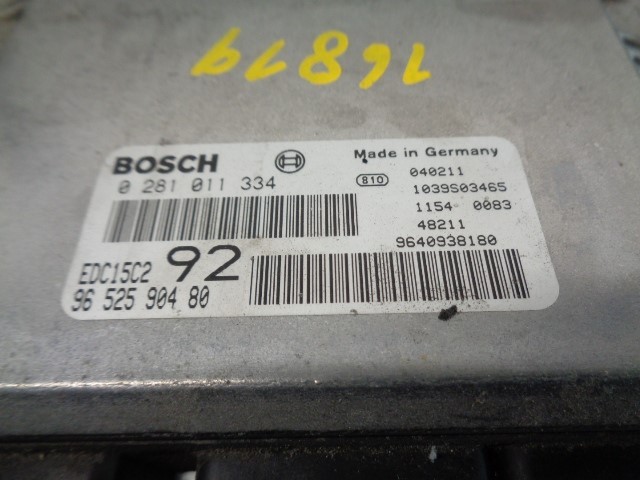 BOSCH
0 281 011 334
Made in Germany
810
040211
1039S03465
1154 0083
48211
9640938180
EDC15C2 92
96 525 904 80